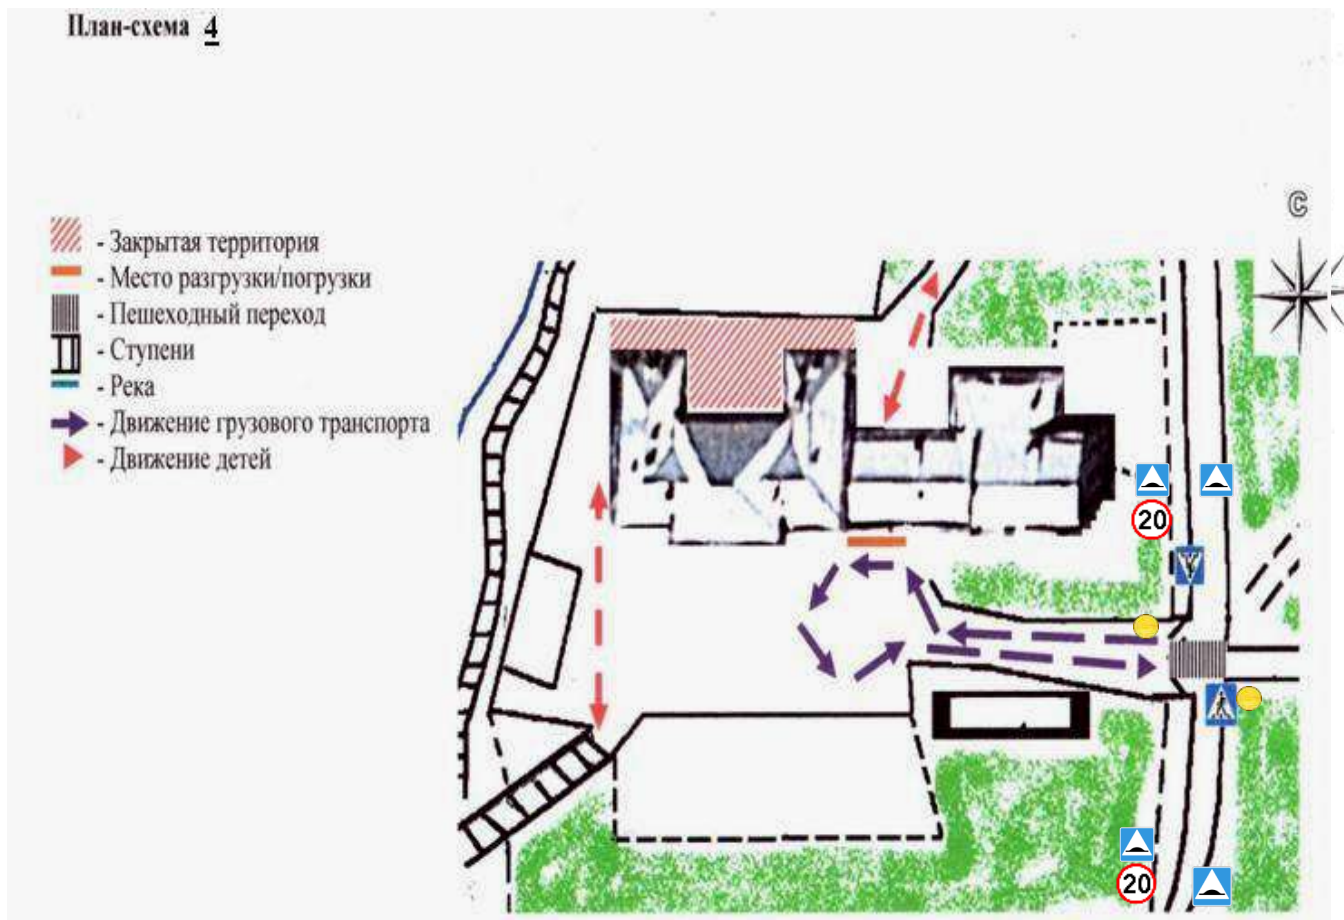 План-схема 4
С
- Закрытая территория
- Место разгрузки/погрузки
- Пешеходный переход
- Ступени
- Река
- Движение грузового транспорта
- Движение детей
20
20